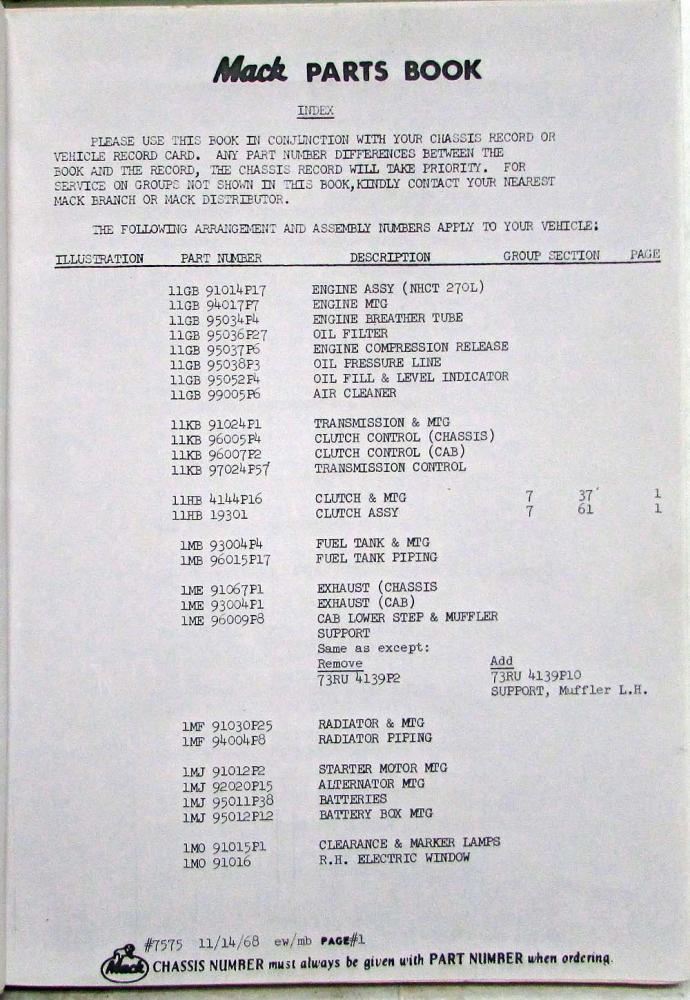 Mack PARTS BOOK
INDEX
PLEASE USE THIS BOOK IN CONJUNCTION WITH YOUR CHASSIS RECORD OR
VEHICLE RECORD CARD. ANY PART NUMBER DIFFERENCES BETWEEN THE
BOOK AND THE RECORD, THE CHASSIS RECORD WILL TAKE PRIORITY. FOR
SERVICE ON GROUPS NOT SHOWN IN THIS BOOK,KINDLY CONTACT YOUR NEAREST
MACK BRANCH OR MACK DISTRIBUTOR.
THE FOLLOWING ARRANGEMENT AND ASSEMBLY NUMBERS APPLY TO YOUR VEHICLE:
ILLUSTRATION PART NUMBER DESCRIPTION GROUP SECTION PAGE
11GB 91014P17 ENGINE ASSY (NHCT 270L)
11GB 94017P7 ENGINE MTG
11GB 95034P4 ENGINE BREATHER TUBE
11GB 95036P27 OIL FILTER
11GB 95037P6 ENGINE COMPRESSION RELEASE
11GB 95038P3 OIL PRESSURE LINE
11GB 95052P4 OIL FILL & LEVEL INDICATOR
11GB 99005P6 AIR CLEANER
11KB 91024P1 TRANSMISSION & MTG
11KB 96005P4 CLUTCH CONTROL (CHASSIS)
11KB 96007P2 CLUTCH CONTROL (CAB)
11KB 97024P57 TRANSMISSION CONTROL
11HB 4144P16 CLUTCH & MTG 7 37 1
11HB 19301 CLUTCH ASSY 7 61 1
1MB 93004P4 FUEL TANK & MTG
1MB 96015P17 FUEL TANK PIPING
1ME 91067P1 EXHAUST (CHASSIS
1ME 93004P1 EXHAUST (CAB)
1ME 96009P8 CAB LOWER STEP & MUFFLER
SUPPORT
Same as except:
Remove Add
73RU 4139P2 73RU 4139P10
SUPPORT, Muffler L.H.
1MF 91030P25 RADIATOR & MTG
1MF 94004P8 RADIATOR PIPING
1MJ 91012P2 STARTER MOTOR MTG
1MJ 92020P15 ALTERNATOR MTG
1MJ 95011P38 BATTERIES
1MJ 95012P12 BATTERY BOX MTG
1MO 91015P1 CLEARANCE & MARKER LAMPS
1MO 91016 R.H. ELECTRIC WINDOW
#7575 11/14/68 ew/mb PAGE#1
Mack CHASSIS NUMBER must always be given with PART NUMBER when ordering.